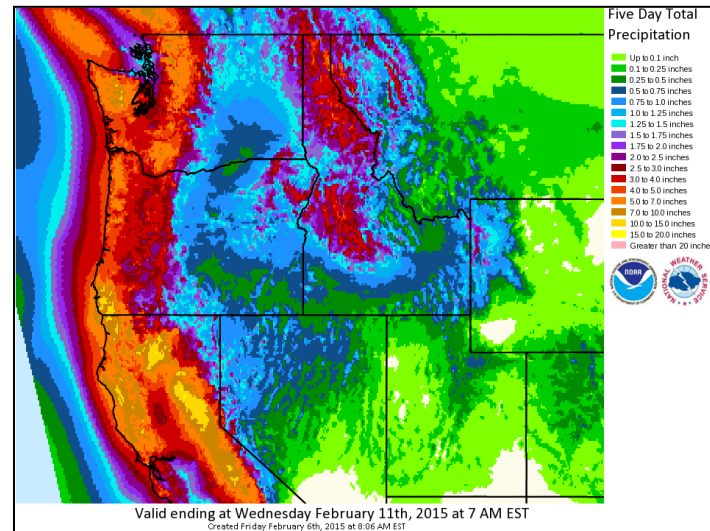 Five Day Total
Precipitation
Up to 0.1 inch
0.1 to 0.25 inches
0.25 to 0.5 inches
0.5 to 0.75 inches
0.75 to 1.0 inches
1.0 to 1.25 inches
1.25 to 1.5 inches
1.5 to 1.75 inches
1.75 to 2.0 inches
2.0 to 2.5 inches
2.5 to 3.0 inches
3.0 to 4.0 inches
4.0 to 5.0 inches
5.0 to 7.0 inches
7.0 to 10.0 inches
10.0 to 15.0 inches
15.0 to 20.0 inches
Greater than 20 inche
NOAA
NATIONAL WEATHER SERVICE
Valid ending at Wednesday February 11th, 2015 at 7 AM EST
Created Friday February 6th, 2015 at 8:06 AM EST